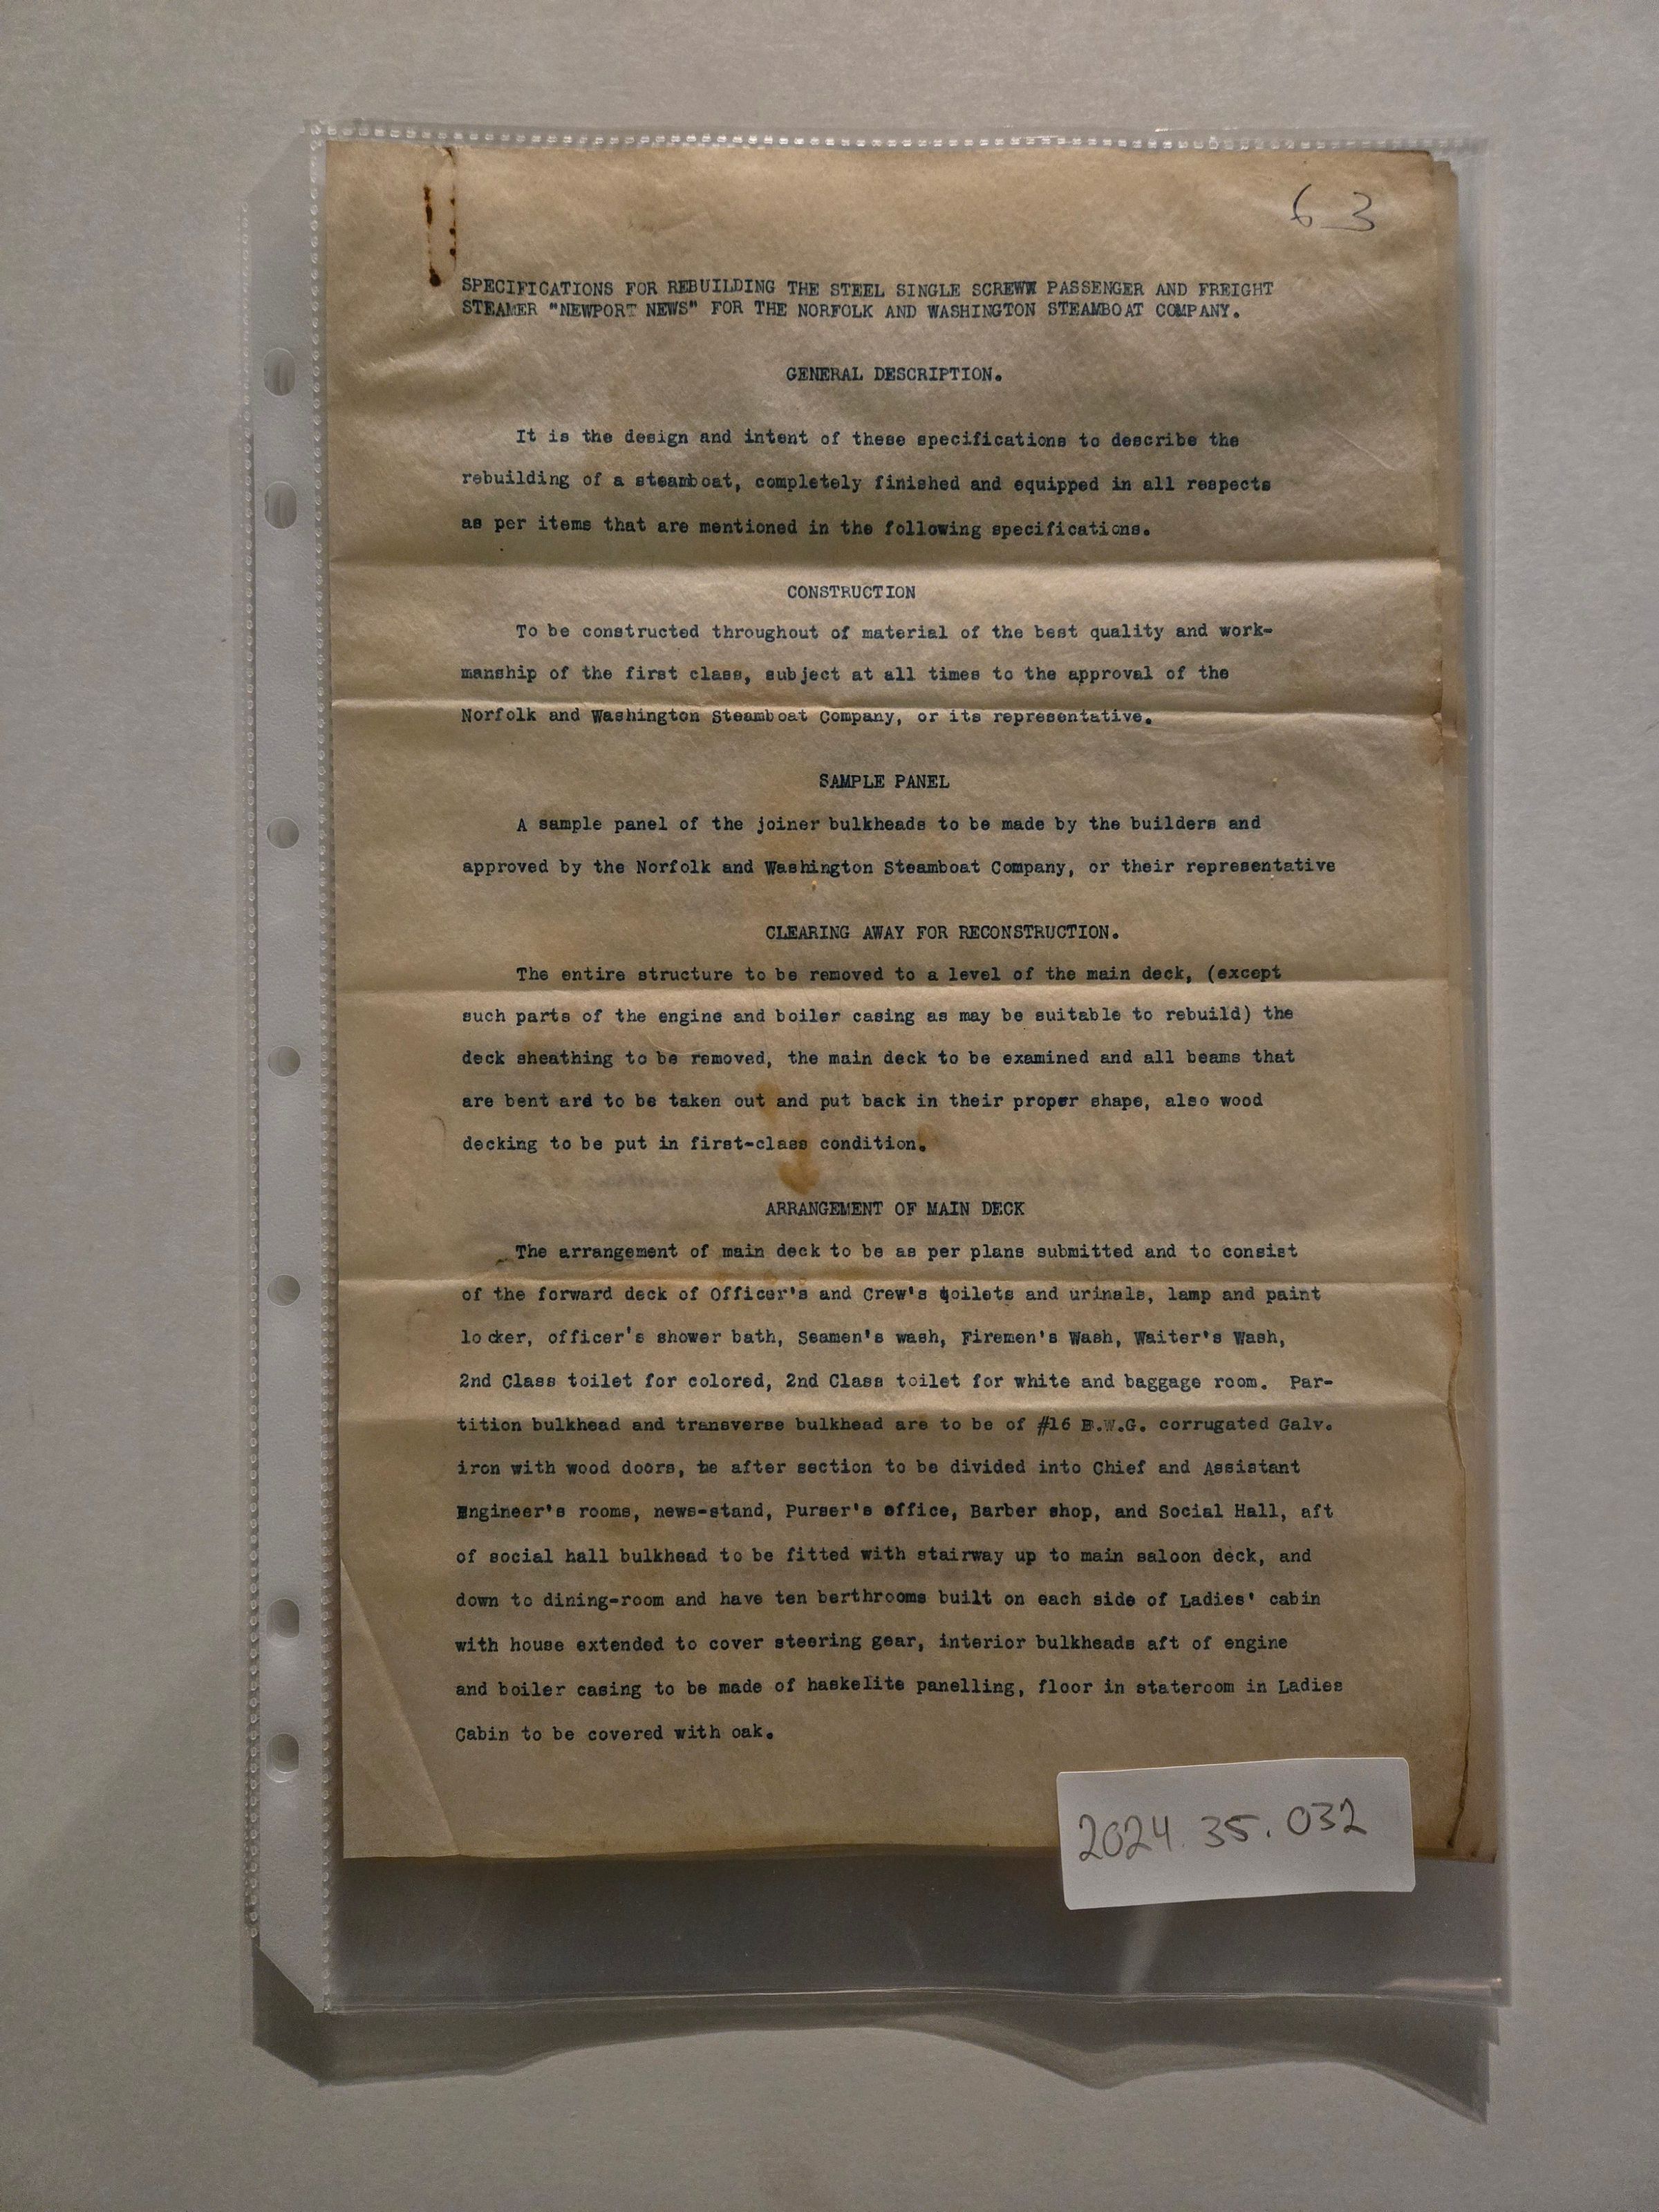 63
SPECIFICATIONS FOR REBUILDING THE STEEL SINGLE SCREWW PASSENGER AND FREIGHT
STEAMER "NEWPORT NEWS" FOR THE NORFOLK AND WASHINGTON STEAMBOAT COMPANY.
GENERAL DESCRIPTION.
It is the design and intent of these specifications to describe the
rebuilding of a steamboat, completely finished and equipped in all respects
as per items that are mentioned in the following specifications.
CONSTRUCTION
To be constructed throughout of material of the best quality and work-
manship of the first class, subject at all times to the approval of the
Norfolk and Washington Steamboat Company, or its representative.
SAMPLE PANEL
A sample panel of the joiner bulkheads to be made by the builders and
approved by the Norfolk and Washington Steamboat Company, or their representative
CLEARING AWAY FOR RECONSTRUCTION.
The entire structure to be removed to a level of the main deck, (except
such parts of the engine and boiler casing as may be suitable to rebuild) the
deck sheathing to be removed, the main deck to be examined and all beams that
are bent ard to be taken out and put back in their proper shape, also wood
decking to be put in first-class condition.
ARRANGEMENT OF MAIN DECK
The arrangement of main deck to be as per plans submitted and to consist
of the forward deck of Officer's and Crew's toilets and urinals, lamp and paint
locker, officer's shower bath, Seamen's wash, Firemen's Wash, Waiter's Wash,
2nd Class toilet for colored, 2nd Class toilet for white and baggage room. Par-
tition bulkhead and transverse bulkhead are to be of #16 B.W.G. corrugated Galv.
iron with wood doors, he after section to be divided into Chief and Assistant
Engineer's rooms, news-stand, Purser's office, Barber shop, and Social Hall, aft
of social hall bulkhead to be fitted with stairway up to main saloon deck, and
down to dining-room and have ten berthrooms built on each side of Ladies' cabin
with house extended to cover steering gear, interior bulkheads aft of engine
and boiler casing to be made of haskelite panelling, floor in stateroom in Ladies
Cabin to be covered with oak.
2024.35.032